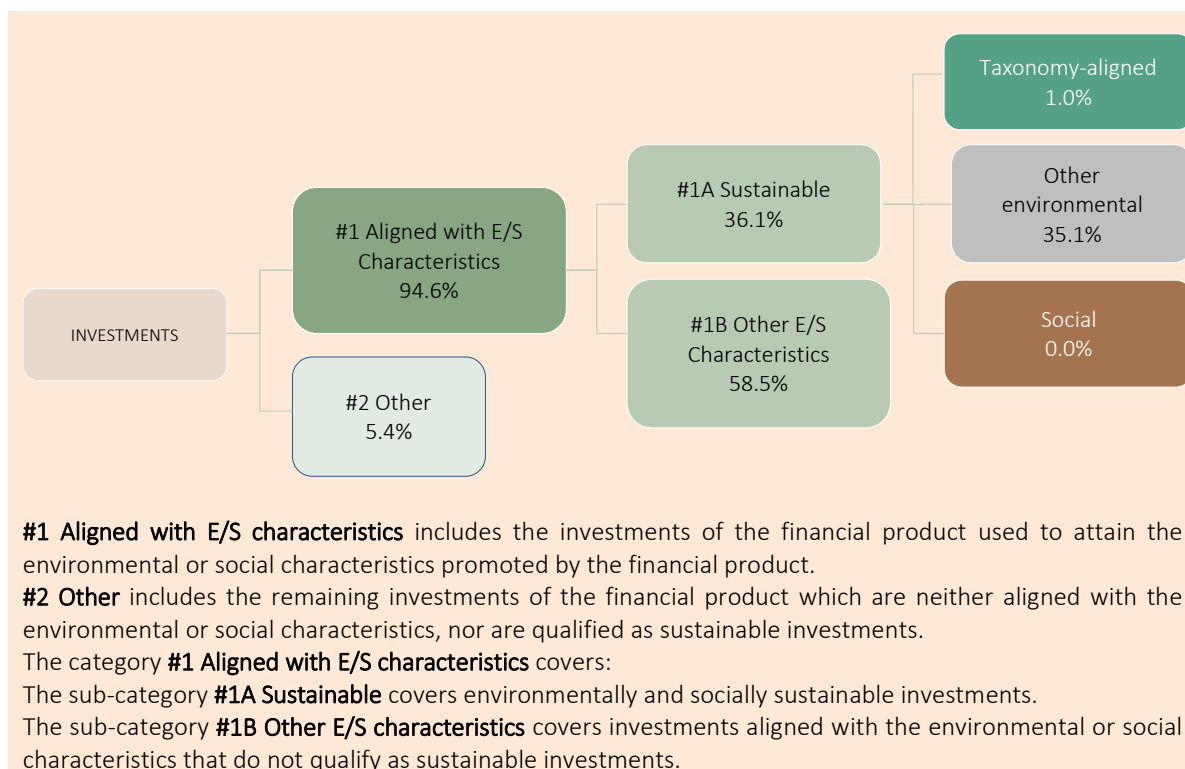 Taxonomy-aligned
1.0%
#1A Sustainable
36.1%
Other
environmental
35.1%
#1 Aligned with E/S
Characteristics
94.6%
INVESTMENTS
#1B Other E/S
Characteristics
58.5%
Social
0.0%
#2 Other
5.4%
#1 Aligned with E/S characteristics includes the investments of the financial product used to attain the
environmental or social characteristics promoted by the financial product.
#2 Other includes the remaining investments of the financial product which are neither aligned with the
environmental or social characteristics, nor are qualified as sustainable investments.
The category #1 Aligned with E/S characteristics covers:
The sub-category #1A Sustainable covers environmentally and socially sustainable investments.
The sub-category #1B Other E/S characteristics covers investments aligned with the environmental or social
characteristics that do not qualify as sustainable investments.